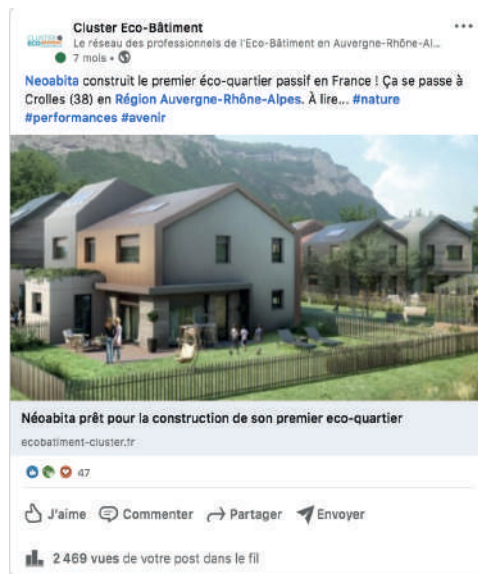 Cluster Eco-Bâtiment
CLUSTER
ECO
Le réseau des professionnels de l'Eco-Bâtiment en Auvergne-Rhône-Al...
7 mois •
Neoabita construit le premier éco-quartier passif en France ! Ça se passe à
Crolles (38) en Région Auvergne-Rhône-Alpes. À lire... #nature
#performances #avenir
Néoabita prêt pour la construction de son premier eco-quartier
ecobatiment-cluster.fr
47
J'aime Commenter Partager Envoyer
2 469 vues de votre post dans le fil